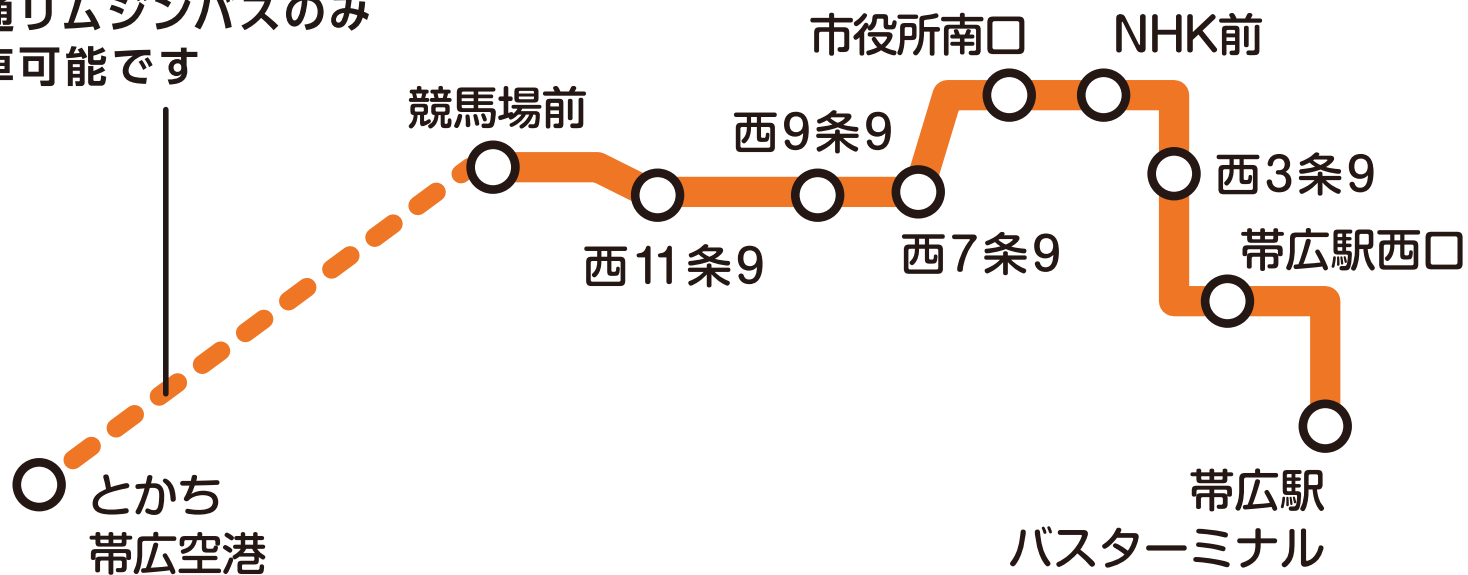 通リムジンバスのみ
車可能です
競馬場前
西11条9
西9条9
西7条9
市役所南口
NHK前
西3条9
帯広駅西口
帯広駅
バスターミナル
とかち
帯広空港